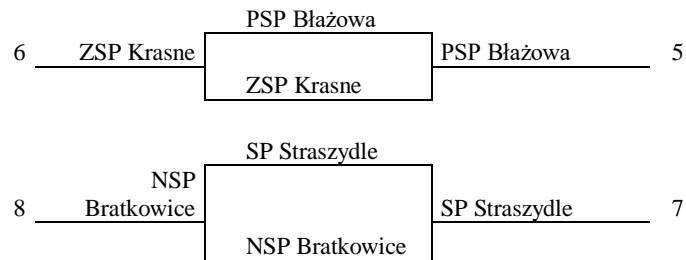 PSP Błażowa
6 ZSP Krasne PSP Błażowa 5
ZSP Krasne
SP Straszydle
NSP
8 Bratkowice SP Straszydle 7
NSP Bratkowice